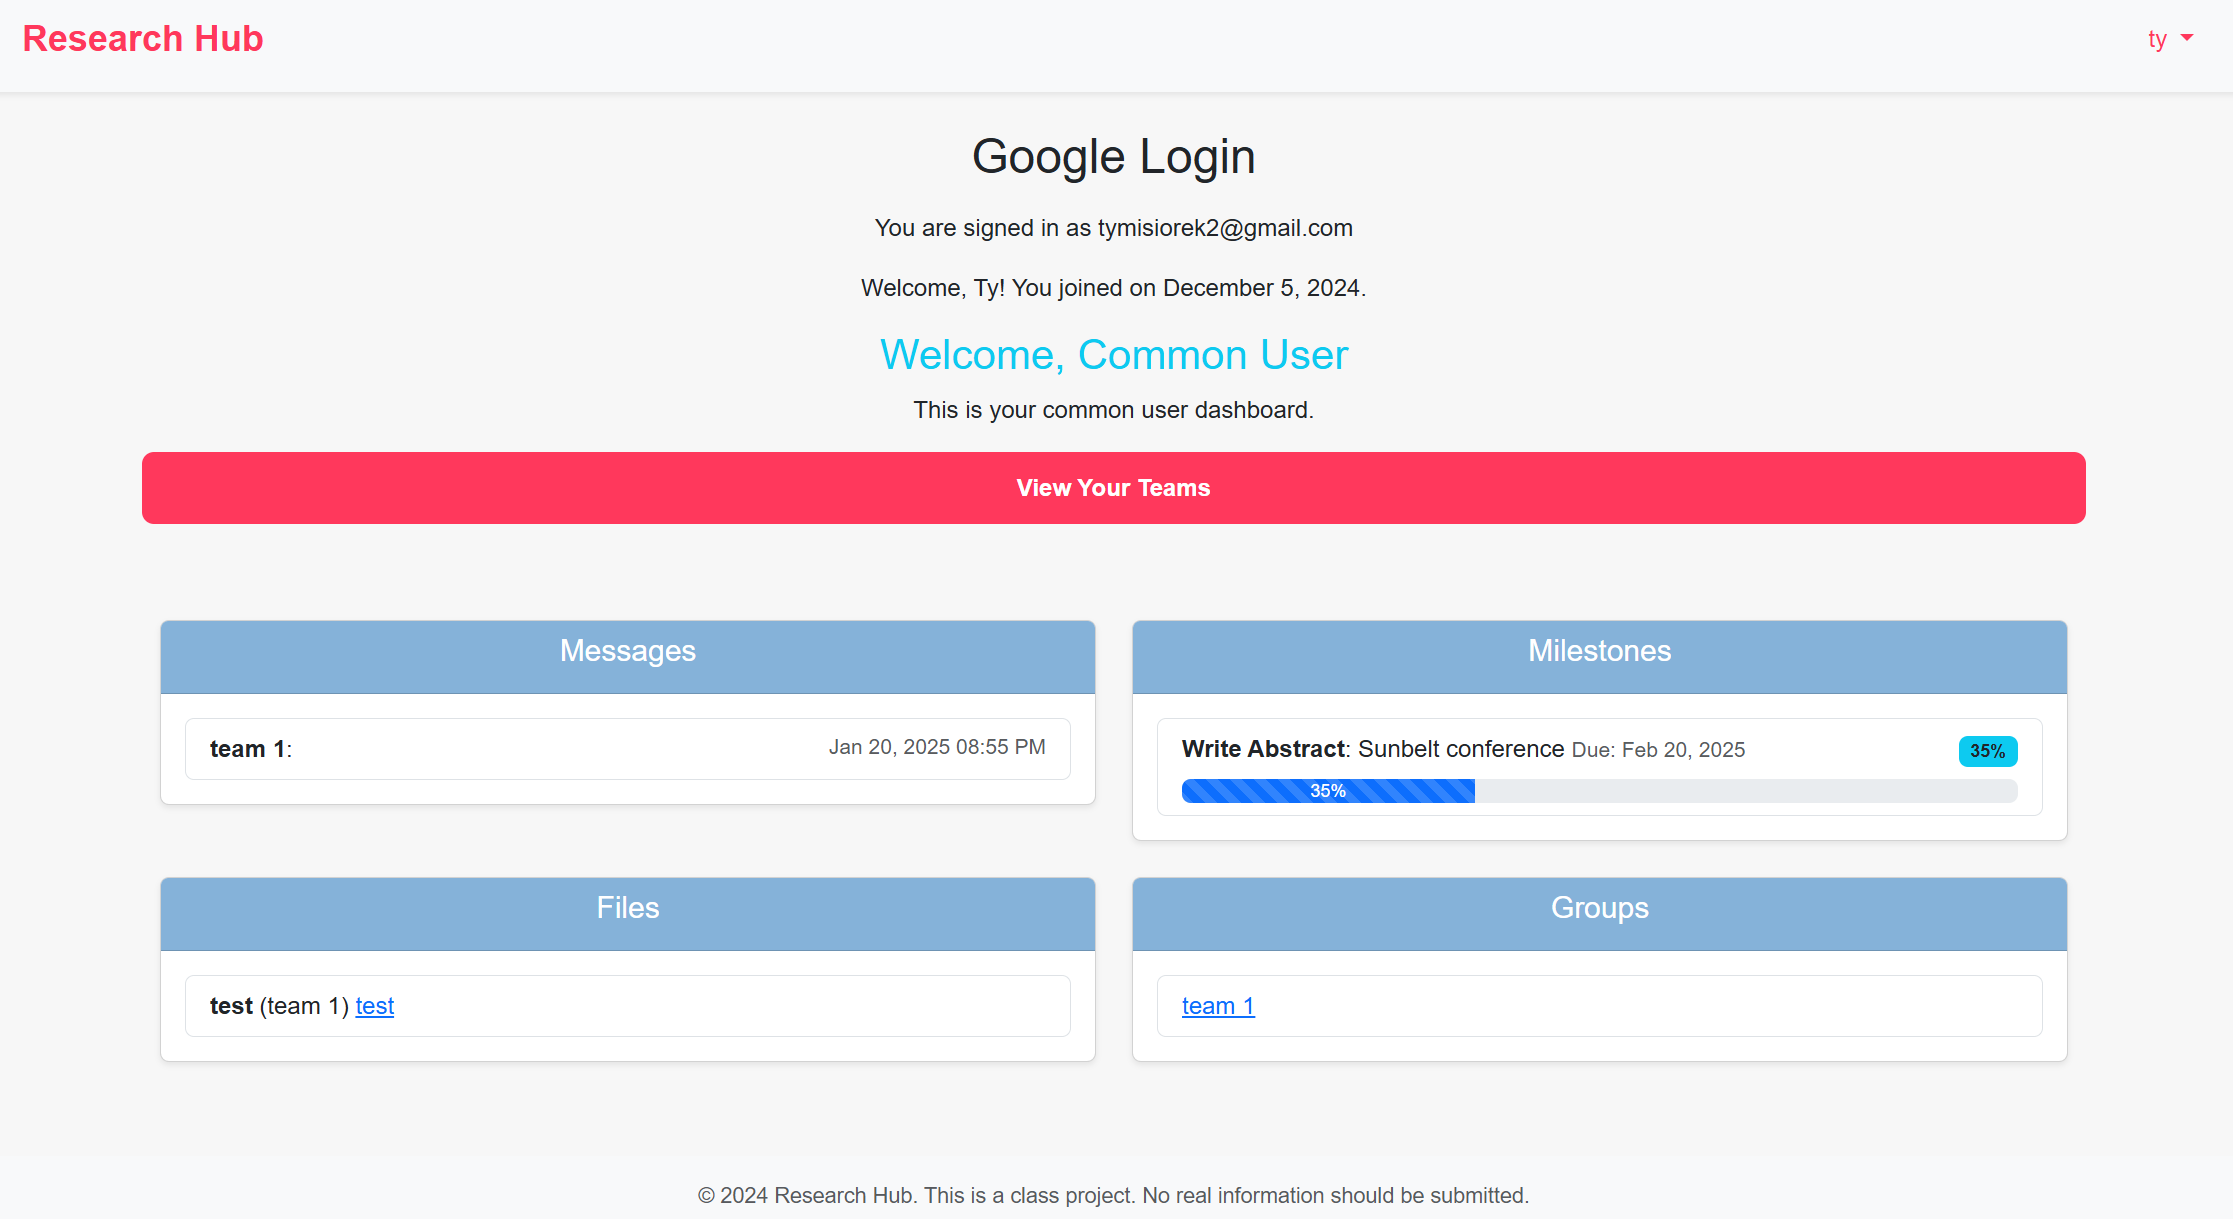 Research Hub
ty
Google Login
You are signed in as tymisiorek2@gmail.com
Welcome, Ty! You joined on December 5, 2024.
Welcome, Common User
This is your common user dashboard.
View Your Teams
Messages
team 1: Jan 20, 2025 08:55 PM
Milestones
Write Abstract: Sunbelt conference Due: Feb 20, 2025 35%
35%
Files
test (team 1) test
Groups
team 1
© 2024 Research Hub. This is a class project. No real information should be submitted.